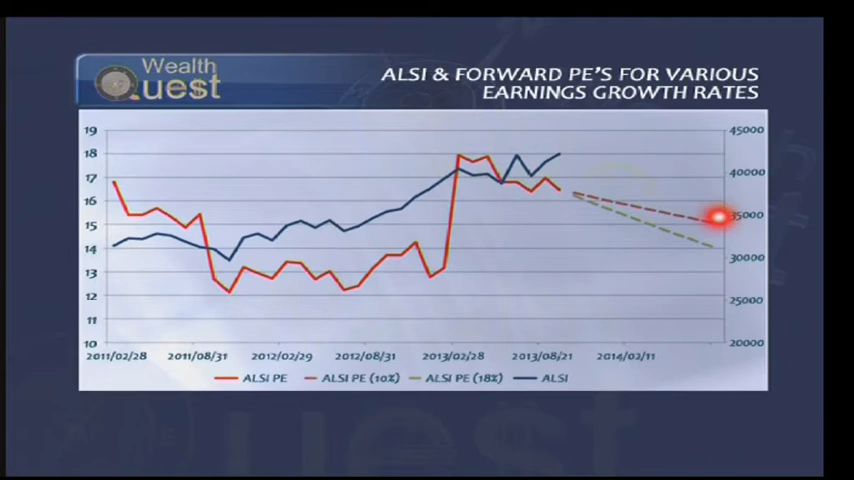 Wealth
Quest
ALSI & FORWARD PE'S FOR VARIOUS
EARNINGS GROWTH RATES
19
18
17
16
15
14
13
12
11
10
45000
40000
35000
30000
25000
20000
2011/02/28 2011/08/31 2012/02/29 2012/08/31 2013/02/28 2013/08/21 2014/02/11
ALSI PE ALSI PE (10%) ALSI PE (18%) ALSI
uest